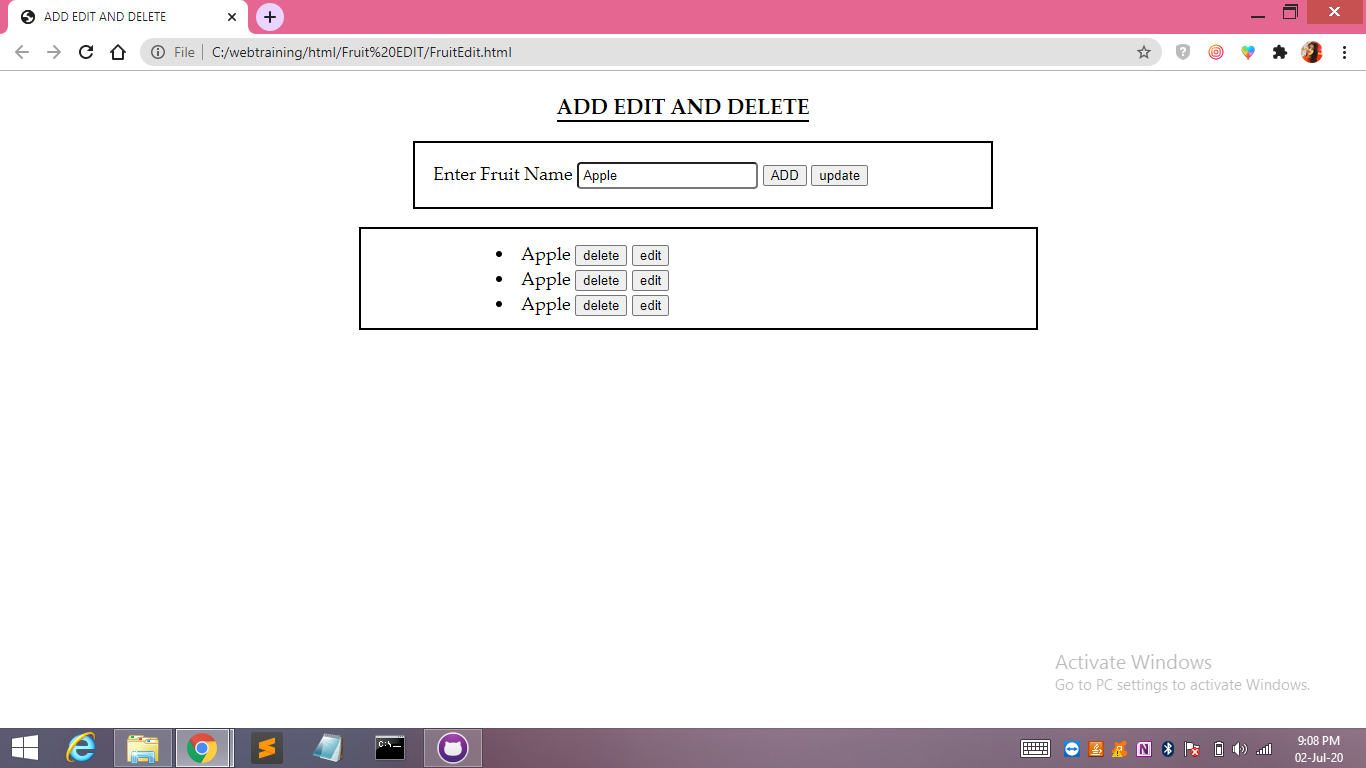 ADD EDIT AND DELETE
File C:/webtraining/html/Fruit%20EDIT/FruitEdit.html
ADD EDIT AND DELETE
Enter Fruit Name Apple ADD update
• Apple delete edit
• Apple delete edit
• Apple delete edit
Activate Windows
Go to PC settings to activate Windows.
9:08 PM
02-Jul-20